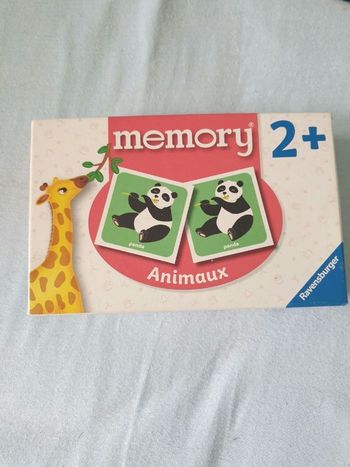 memory®
2+
panda
panda
Animaux
Ravensburger